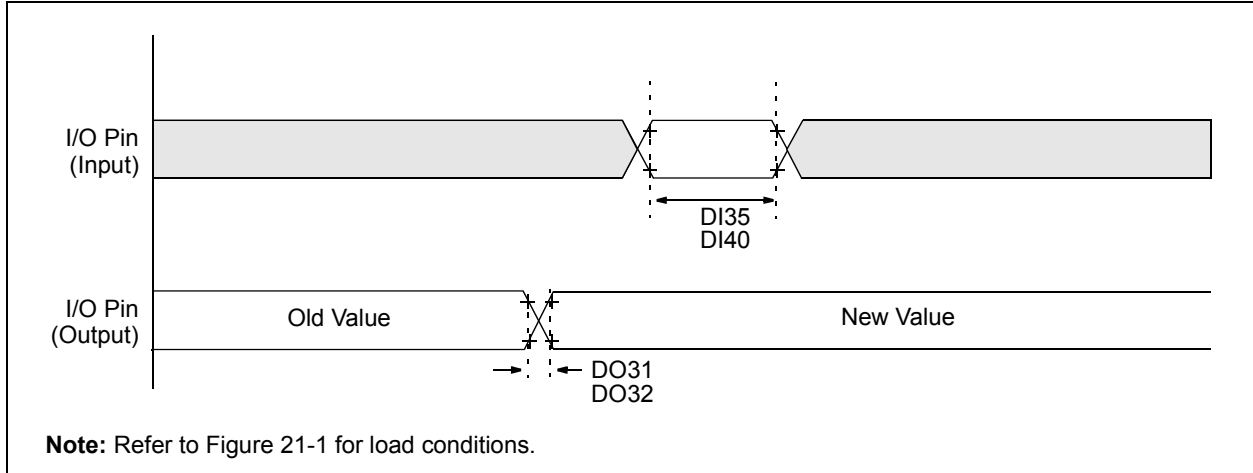 I/O Pin
(Input)
DI35
DI40
I/O Pin
(Output)
Old Value
New Value
DO31
DO32
Note: Refer to Figure 21-1 for load conditions.